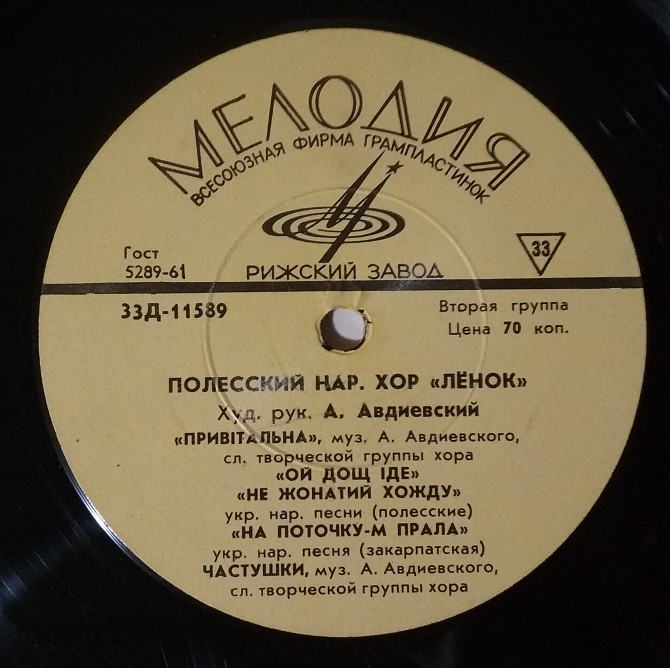 МЕЛОДИЯ
ВСЕСОЮЗНАЯ ФИРМА ГРАМПЛАСТИНОК
Гост
5289-61
РИЖСКИЙ ЗАВОД
33
33Д-11589
Вторая группа
Цена 70 коп.
ПОЛЕССКИЙ НАР. ХОР «ЛЁНОК»
Худ. рук. А. Авдиевский
«ПРИВІТАЛЬНА», муз. А. Авдиевского,
сл. творческой группы хора
«ОЙ ДОЩ ІДЕ»
«НЕ ЖОНАТИЙ ХОЖДУ»
укр. нар. песни (полесские)
«НА ПОТОЧКУ-М ПРАЛА»
укр. нар. песня (закарпатская)
ЧАСТУШКИ, муз. А. Авдиевского,
сл. творческой группы хора